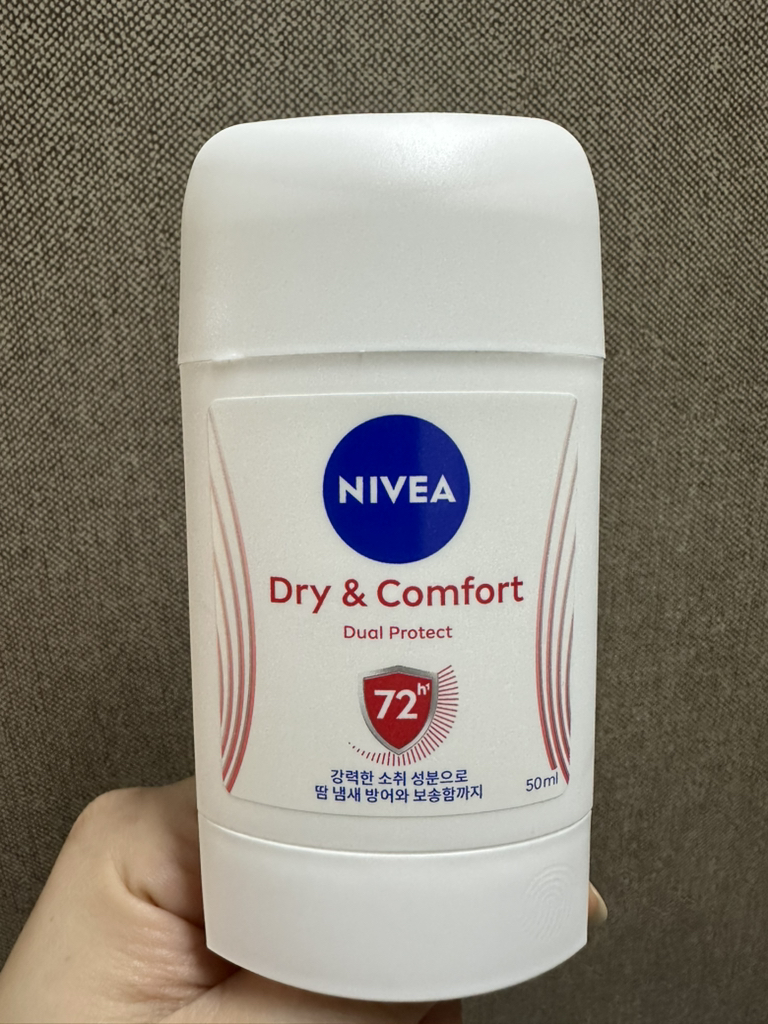 NIVEA
Dry & Comfort
Dual Protect
72h¹
강력한 소취 성분으로
땀 냄새 방어와 보송함까지
50ml